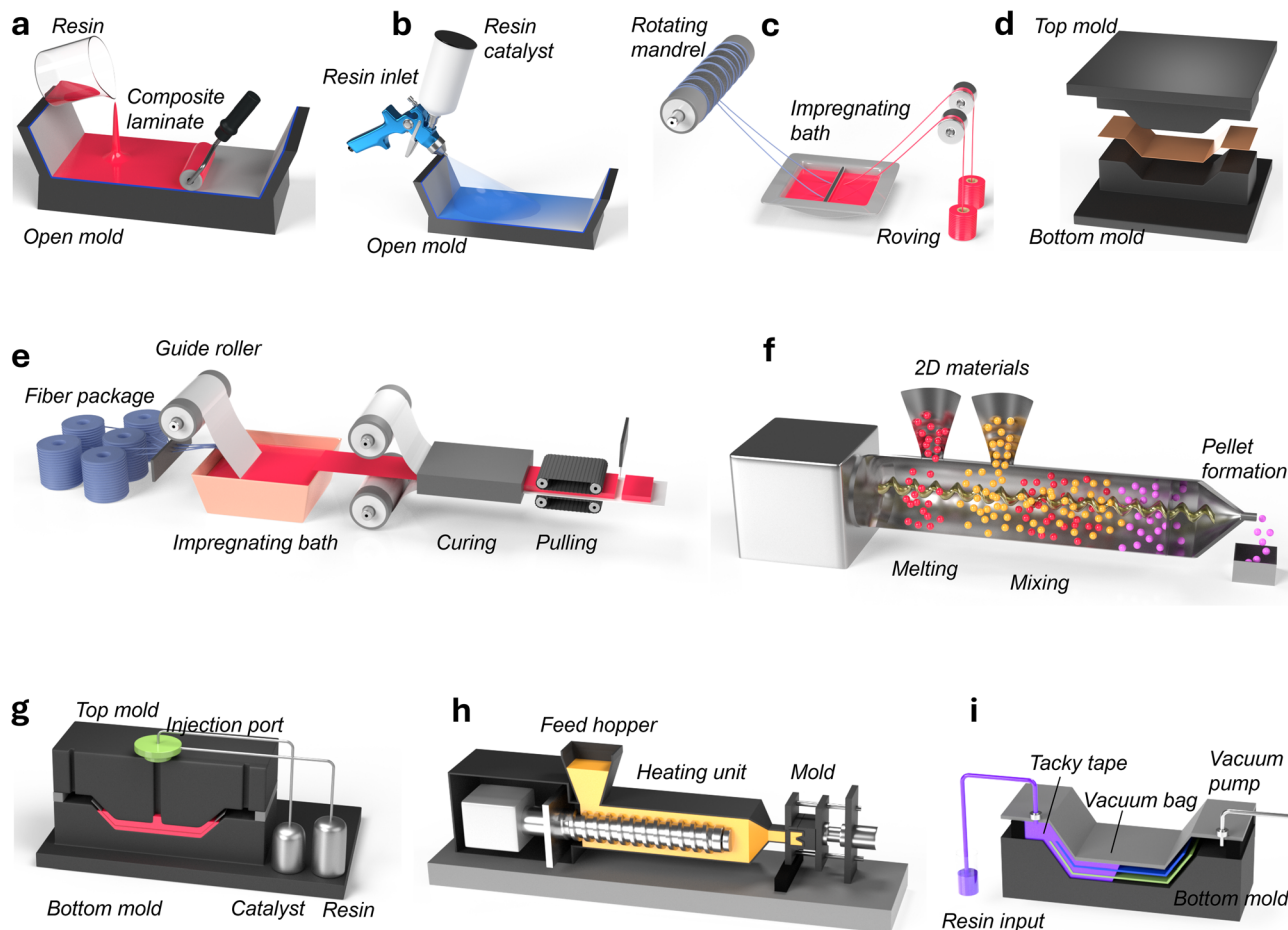 a
Resin
Composite
laminate
Open mold
b
Resin
catalyst
Resin inlet
Open mold
Rotating
mandrel
c
Impregnating
bath
Roving
d
Top mold
Bottom mold
e
Guide roller
Fiber package
Impregnating bath
Curing
Pulling
f
2D materials
Pellet
formation
Melting
Mixing
g
Top mold
Injection port
Bottom mold
Catalyst
Resin
h
Feed hopper
Heating unit
Mold
i
Tacky tape
Vacuum
pump
Vacuum bag
Bottom mold
Resin input